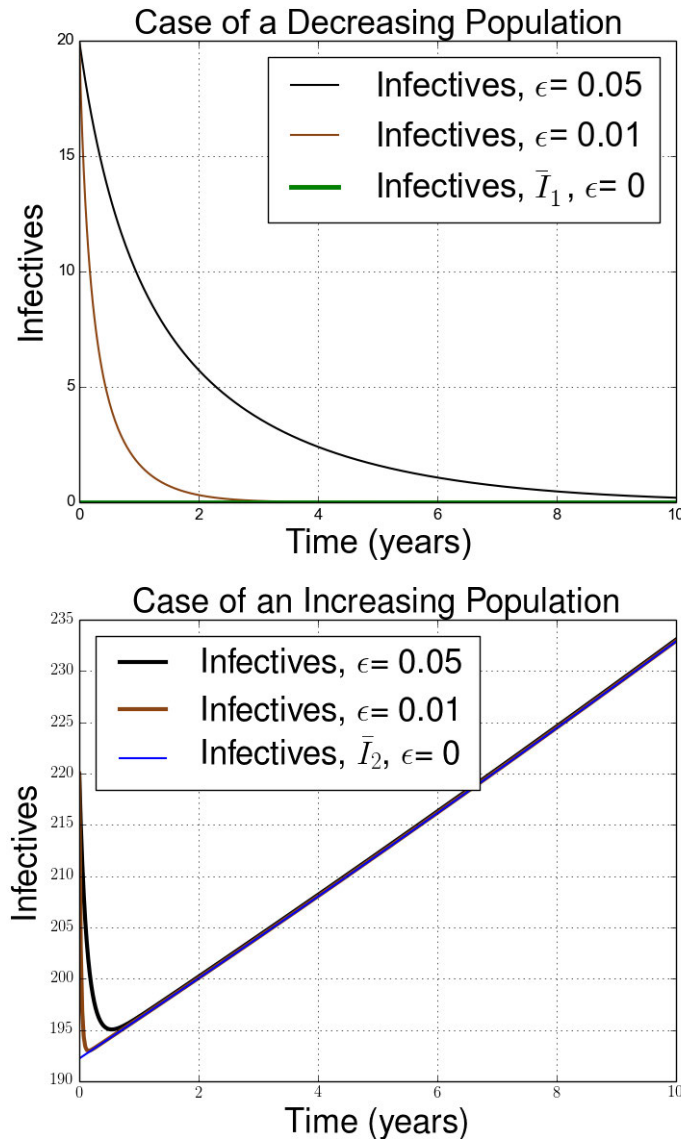 Case of a Decreasing Population
20
15
10
5
0
Infectives
Infectives, ϵ= 0.05
Infectives, ϵ= 0.01
Infectives, Ī₁, ϵ= 0
0 2 4 6 8 10
Time (years)
Case of an Increasing Population
235
230
225
220
215
210
205
200
195
190
Infectives
Infectives, ϵ= 0.05
Infectives, ϵ= 0.01
Infectives, Ī₂, ϵ= 0
0 2 4 6 8 10
Time (years)